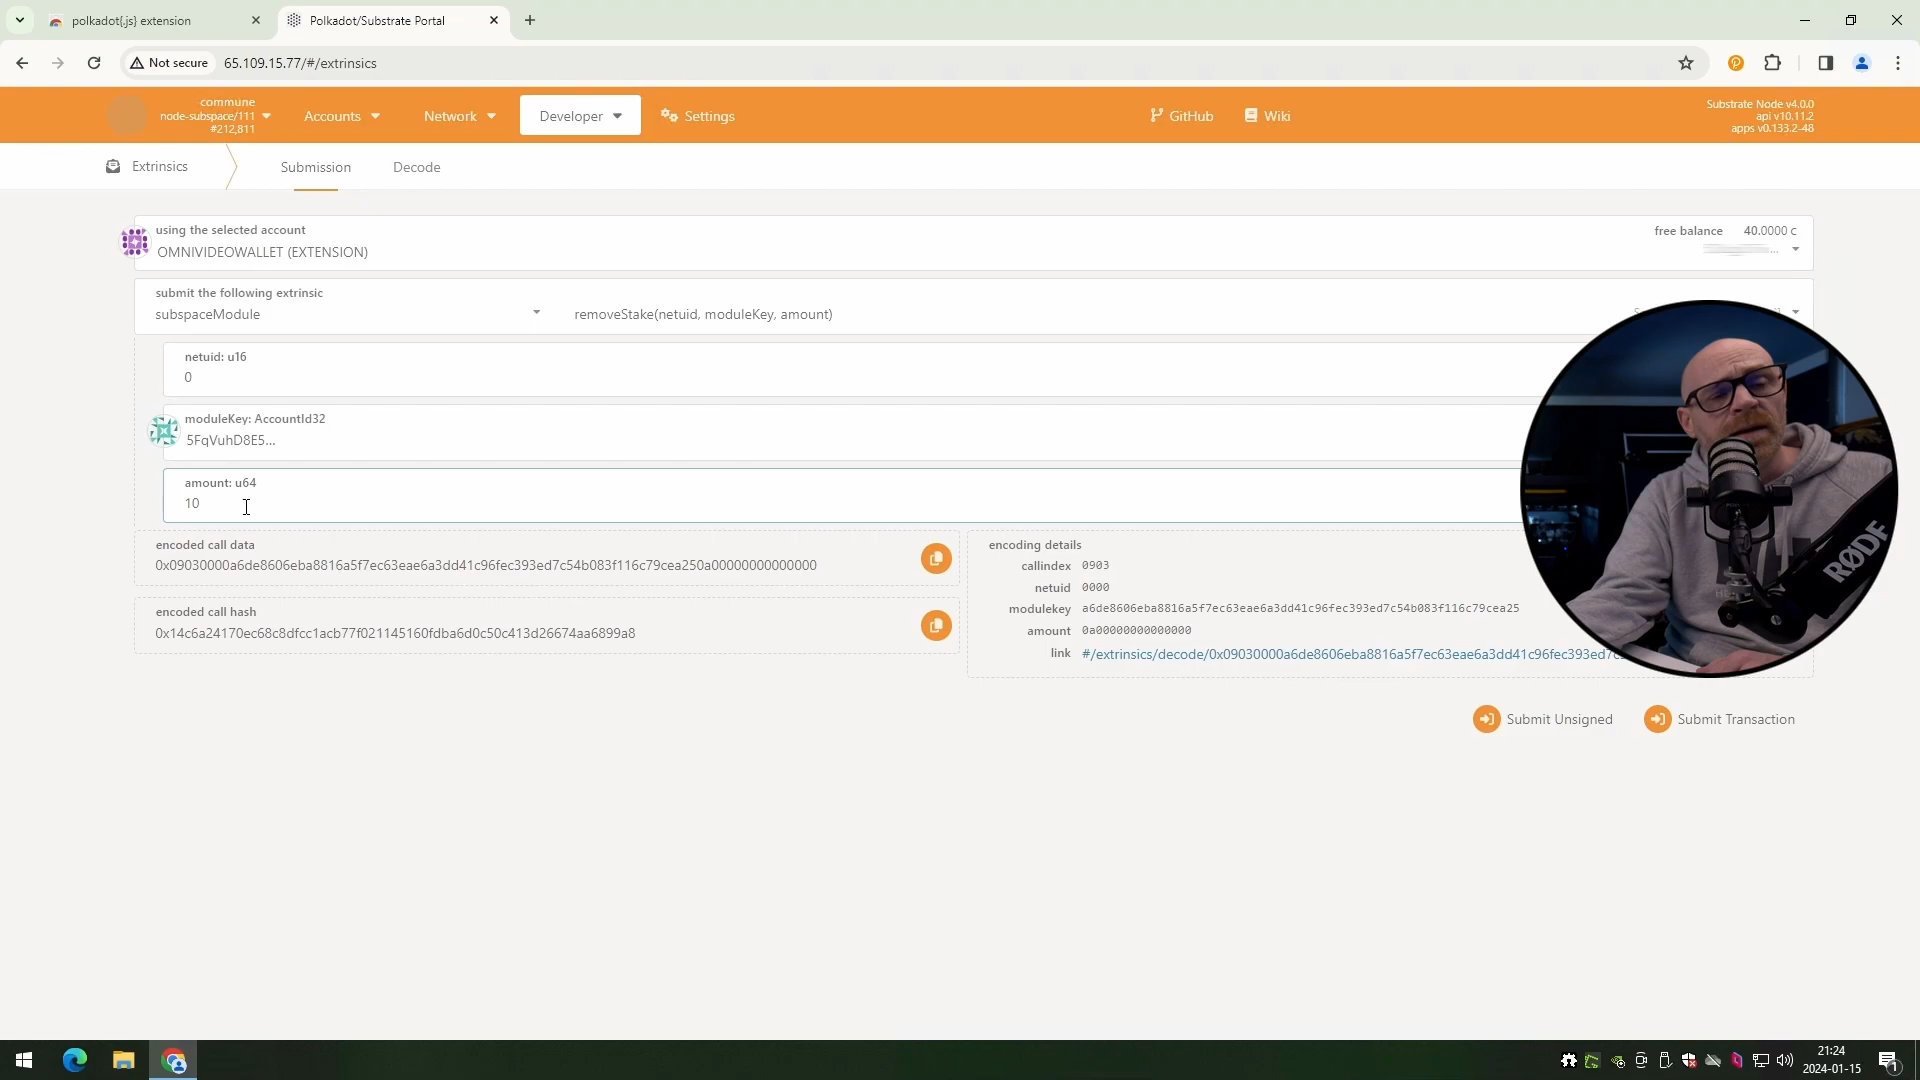 polkadot{.js} extension
Polkadot/Substrate Portal
Not secure
65.109.15.77/#/extrinsics
commune
node-subspace/111
#212,811
Accounts
Network
Developer
Settings
GitHub
Wiki
Substrate Node v4.0.0
api v10.11.2
apps v0.133.2-48
Extrinsics
Submission
Decode
using the selected account
OMNIVIDEOWALLET (EXTENSION)
free balance 40.0000 c
submit the following extrinsic
subspaceModule
removeStake(netuid, moduleKey, amount)
netuid: u16
0
moduleKey: AccountId32
5FqVuhD8E5...
amount: u64
10
encoded call data
0x09030000a6de8606eba8816a5f7ec63eae6a3dd41c96fec393ed7c54b083f116c79cea250a00000000000000
encoded call hash
0x14c6a24170ec68c8dfcc1acb77f021145160fdba6d0c50c413d26674aa6899a8
encoding details
callindex 0903
netuid 0000
modulekey a6de8606eba8816a5f7ec63eae6a3dd41c96fec393ed7c54b083f116c79cea25
amount 0a00000000000000
link #/extrinsics/decode/0x09030000a6de8606eba8816a5f7ec63eae6a3dd41c96fec393ed7c
RØDE
Submit Unsigned
Submit Transaction
21:24
2024-01-15
1